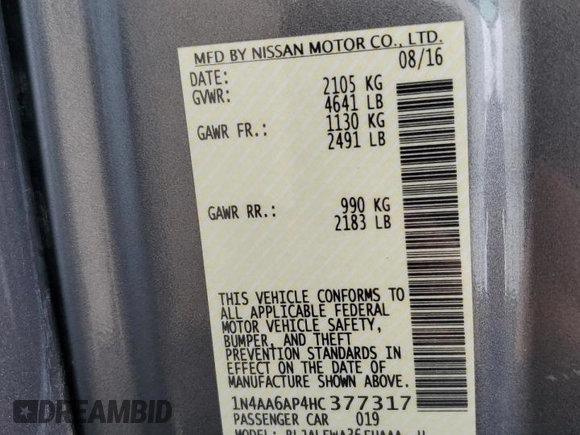 MFD BY NISSAN MOTOR CO., LTD.
DATE: 08/16
GVWR: 2105 KG
4641 LB
GAWR FR.: 1130 KG
2491 LB
GAWR RR.: 990 KG
2183 LB
THIS VEHICLE CONFORMS TO
ALL APPLICABLE FEDERAL
MOTOR VEHICLE SAFETY,
BUMPER, AND THEFT
PREVENTION STANDARDS IN
EFFECT ON THE DATE OF
MANUFACTURE SHOWN ABOVE.
1N4AA6AP4HC377317
PASSENGER CAR 019
DREAMBID